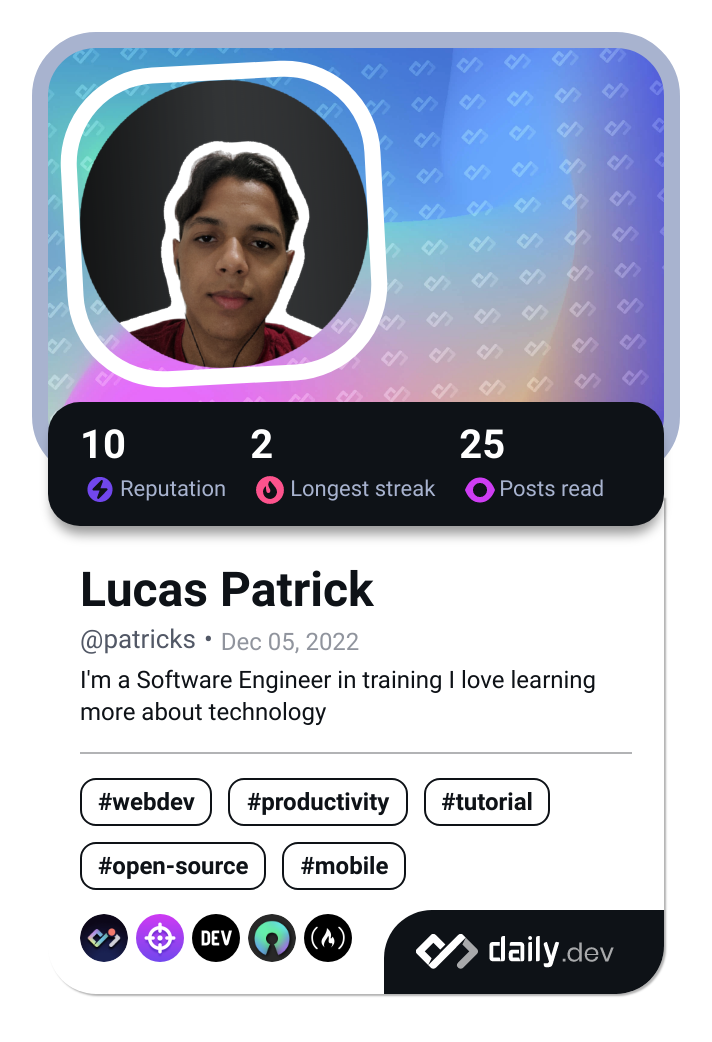 10 2 25
Reputation Longest streak Posts read
Lucas Patrick
@patricks • Dec 05, 2022
I'm a Software Engineer in training I love learning
more about technology
#webdev #productivity #tutorial
#open-source #mobile
DEV
daily.dev